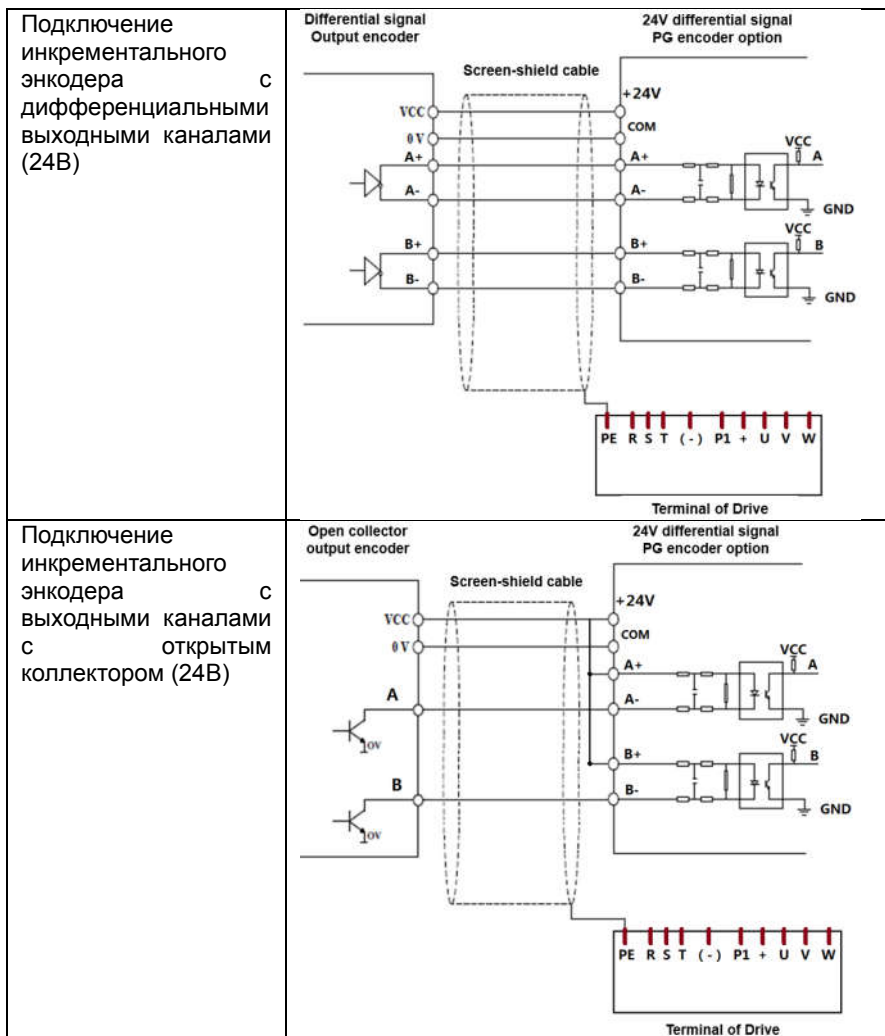 Подключение
инкрементального
энкодера с
дифференциальными
выходными каналами
(24В)
Differential signal
Output encoder
24V differential signal
PG encoder option
Screen-shield cable
VCC
+24V
0 V
COM
A+
A+
VCC
A
A-
A-
GND
B+
B+
VCC
B
B-
B-
GND
PE R S T (-) P1 + U V W
Terminal of Drive
Подключение
инкрементального
энкодера с
выходными каналами
с открытым
коллектором (24В)
Open collector
output encoder
24V differential signal
PG encoder option
Screen-shield cable
VCC
+24V
0 V
COM
A+
VCC
A
A
A-
0V
GND
B+
VCC
B
B
B-
0V
GND
PE R S T (-) P1 + U V W
Terminal of Drive